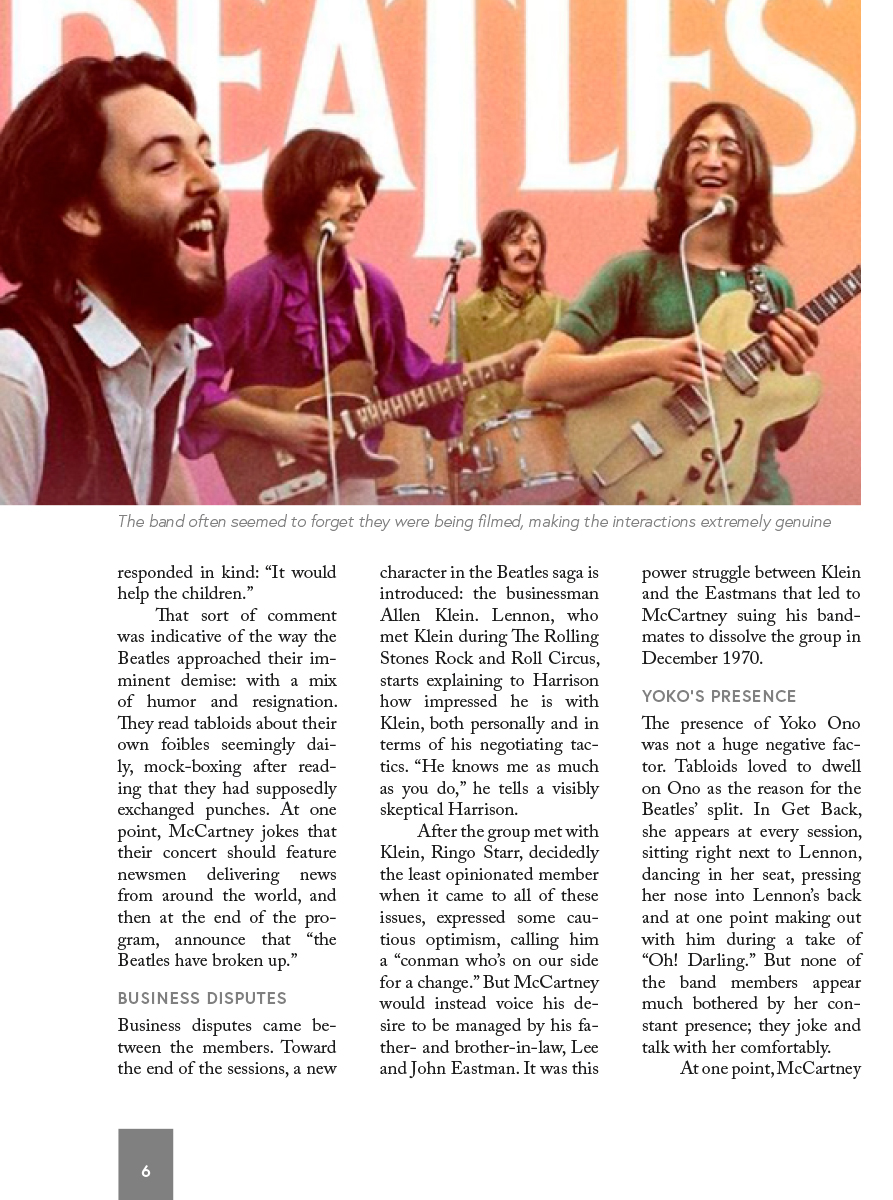 BEATLES
The band often seemed to forget they were being filmed, making the interactions extremely genuine
responded in kind: “It would
help the children.”
That sort of comment
was indicative of the way the
Beatles approached their im-
minent demise: with a mix
of humor and resignation.
They read tabloids about their
own foibles seemingly dai-
ly, mock-boxing after read-
ing that they had supposedly
exchanged punches. At one
point, McCartney jokes that
their concert should feature
newsmen delivering news
from around the world, and
then at the end of the pro-
gram, announce that “the
Beatles have broken up.”
BUSINESS DISPUTES
Business disputes came be-
tween the members. Toward
the end of the sessions, a new
character in the Beatles saga is
introduced: the businessman
Allen Klein. Lennon, who
met Klein during The Rolling
Stones Rock and Roll Circus,
starts explaining to Harrison
how impressed he is with
Klein, both personally and in
terms of his negotiating tac-
tics. “He knows me as much
as you do,” he tells a visibly
skeptical Harrison.
After the group met with
Klein, Ringo Starr, decidedly
the least opinionated member
when it came to all of these
issues, expressed some cau-
tious optimism, calling him
a “conman who’s on our side
for a change.” But McCartney
would instead voice his de-
sire to be managed by his fa-
ther- and brother-in-law, Lee
and John Eastman. It was this
power struggle between Klein
and the Eastmans that led to
McCartney suing his band-
mates to dissolve the group in
December 1970.
YOKO'S PRESENCE
The presence of Yoko Ono
was not a huge negative fac-
tor. Tabloids loved to dwell
on Ono as the reason for the
Beatles’ split. In Get Back,
she appears at every session,
sitting right next to Lennon,
dancing in her seat, pressing
her nose into Lennon’s back
and at one point making out
with him during a take of
“Oh! Darling.” But none of
the band members appear
much bothered by her con-
stant presence; they joke and
talk with her comfortably.
At one point, McCartney
6